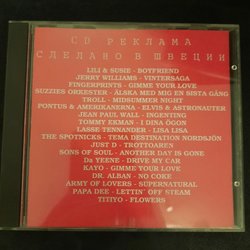 CD РЕКЛАМА
СДЕЛАНО В ШВЕЦИИ
LILI & SUSIE - BOYFRIEND
JERRY WILLIAMS - VINTERSAGA
FINGERPRINTS - GIMME YOUR LOVE
SUZZIES ORKESTER - ÄLSKA MED MIG EN SISTA GÅNG
TROLL - MIDSUMMER NIGHT
PONTUS & AMERIKANERNA - ELVIS & ASTRONAUTER
JEAN PAUL WALL - INGENTING
TOMMY EKMAN - I DINA ÖGON
LASSE TENNANDER - LISA LISA
THE SPOTNICKS - TEMA DESTINATION NORDSJÖN
JUST D - TROTTOAREN
SONS OF SOUL - ANOTHER DAY IS GONE
Da YEENE - DRIVE MY CAR
KAYO - GIMME YOUR LOVE
DR. ALBAN - NO COKE
ARMY OF LOVERS - SUPERNATURAL
PAPA DEE - LETTIN' OFF STEAM
TITIYO - FLOWERS